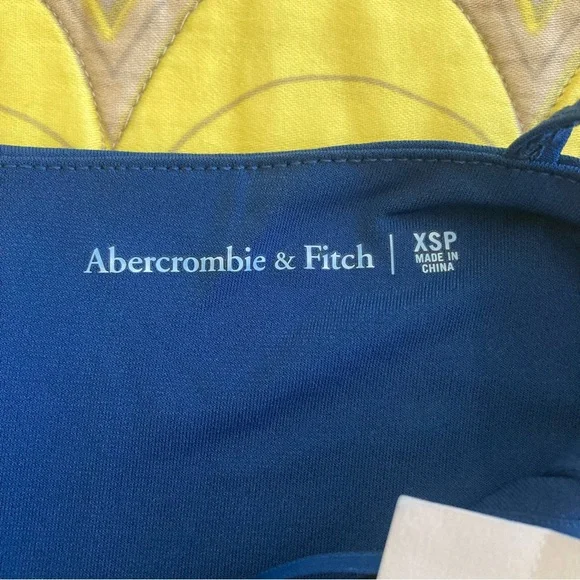 Abercrombie & Fitch | XSP
MADE IN
CHINA